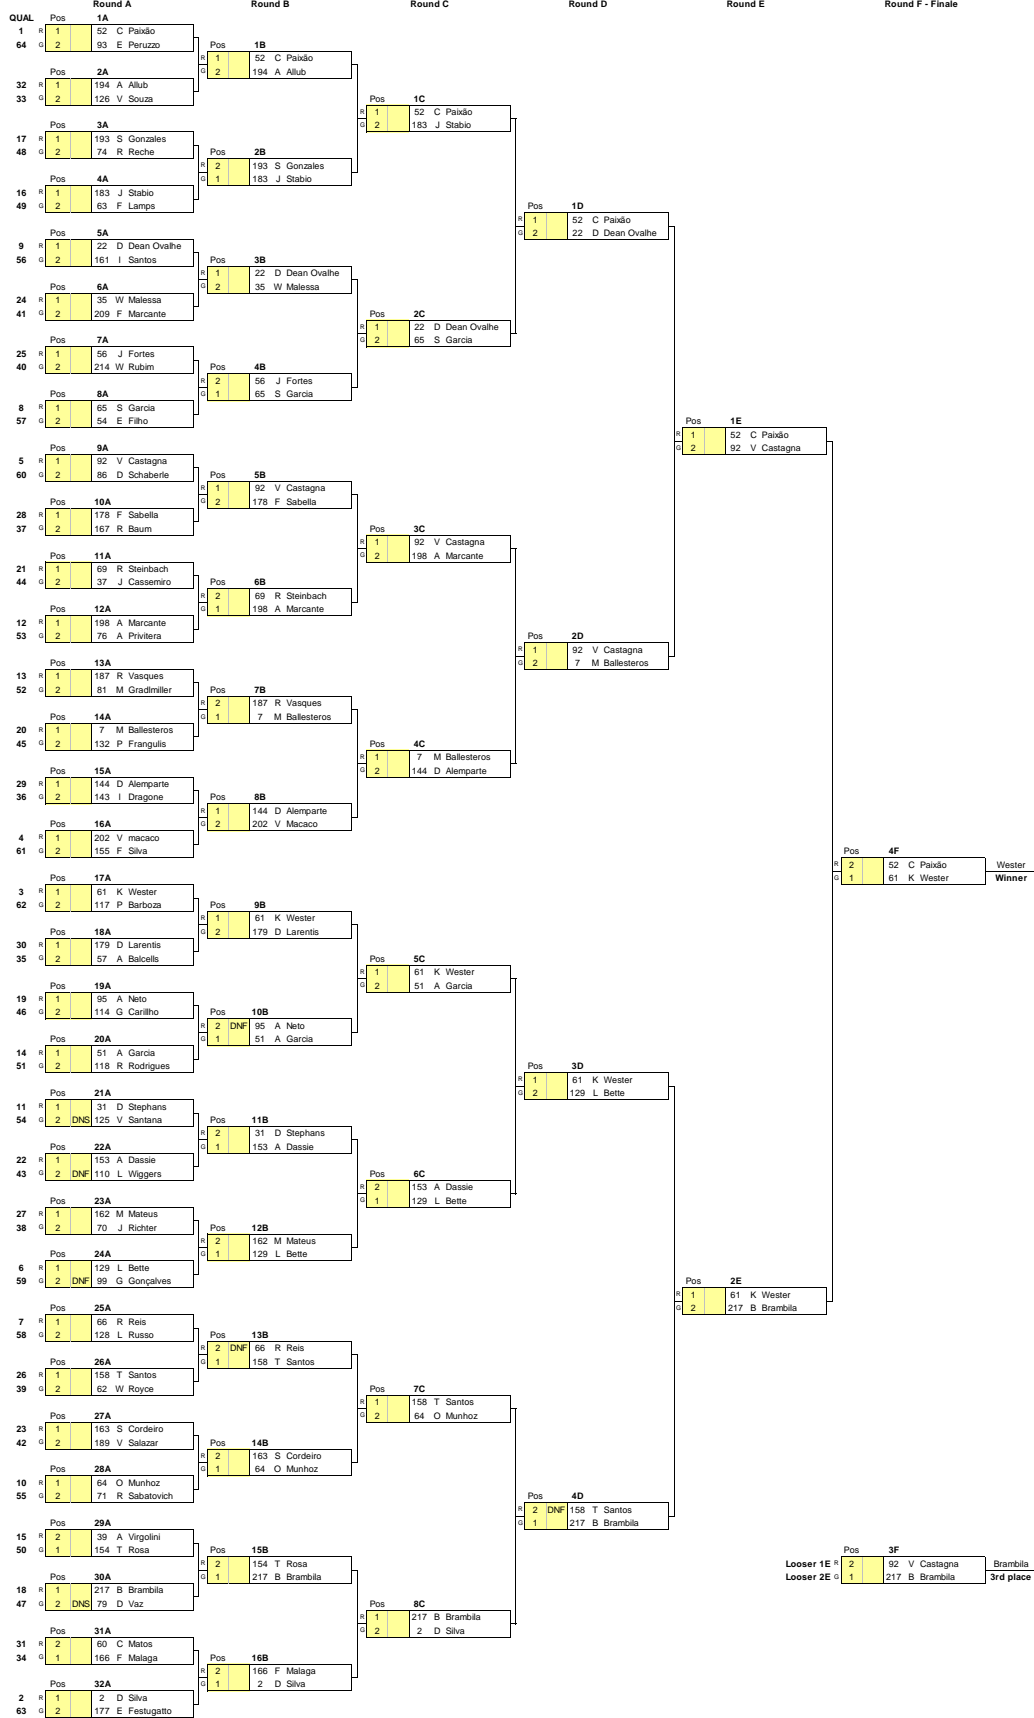 Round A Round B Round C Round D Round E Round F - Finale
QUAL Pos 1A
1 R 1 52 C Paixão
64 G 2 93 E Peruzzo
Pos 2A
32 R 1 194 A Allub
33 G 2 126 V Souza
Pos 3A
17 R 1 193 S Gonzales
48 G 2 74 R Reche
Pos 4A
16 R 1 183 J Stabio
49 G 2 63 F Lamps
Pos 5A
9 R 1 22 D Dean Ovalhe
56 G 2 161 I Santos
Pos 6A
24 R 1 35 W Malessa
41 G 2 209 F Marcante
Pos 7A
25 R 1 56 J Fortes
40 G 2 214 W Rubim
Pos 8A
8 R 1 65 S Garcia
57 G 2 54 E Filho
Pos 9A
5 R 1 92 V Castagna
60 G 2 86 D Schaberle
Pos 10A
28 R 1 178 F Sabella
37 G 2 167 R Baum
Pos 11A
21 R 1 69 R Steinbach
44 G 2 37 J Cassemiro
Pos 12A
12 R 1 198 A Marcante
53 G 2 76 A Privitera
Pos 13A
13 R 1 187 R Vasques
52 G 2 81 M Gradlmiller
Pos 14A
20 R 1 7 M Ballesteros
45 G 2 132 P Frangulis
Pos 15A
29 R 1 144 D Alemparte
36 G 2 143 I Dragone
Pos 16A
4 R 1 202 V macaco
61 G 2 155 F Silva
Pos 17A
3 R 1 61 K Wester
62 G 2 117 P Barboza
Pos 18A
30 R 1 179 D Larentis
35 G 2 57 A Balcells
Pos 19A
19 R 1 95 A Neto
46 G 2 114 G Carillho
Pos 20A
14 R 1 51 A Garcia
51 G 2 118 R Rodrigues
Pos 21A
11 R 1 31 D Stephans
54 G 2 DNS 125 V Santana
Pos 22A
22 R 1 153 A Dassie
43 G 2 DNF 110 L Wiggers
Pos 23A
27 R 1 162 M Mateus
38 G 2 70 J Richter
Pos 24A
6 R 1 129 L Bette
59 G 2 DNF 99 G Gonçalves
Pos 25A
7 R 1 66 R Reis
58 G 2 128 L Russo
Pos 26A
26 R 1 158 T Santos
39 G 2 62 W Royce
Pos 27A
23 R 1 163 S Cordeiro
42 G 2 189 V Salazar
Pos 28A
10 R 1 64 O Munhoz
55 G 2 71 R Sabatovich
Pos 29A
15 R 2 39 A Virgolini
50 G 1 154 T Rosa
Pos 30A
18 R 1 217 B Brambila
47 G 2 DNS 79 D Vaz
Pos 31A
31 R 2 60 C Matos
34 G 1 166 F Malaga
Pos 32A
2 R 1 2 D Silva
63 G 2 177 E Festugatto
Pos 1B
R 1 52 C Paixão
G 2 194 A Allub
Pos 2B
R 2 193 S Gonzales
G 1 183 J Stabio
Pos 3B
R 1 22 D Dean Ovalhe
G 2 35 W Malessa
Pos 4B
R 2 56 J Fortes
G 1 65 S Garcia
Pos 5B
R 1 92 V Castagna
G 2 178 F Sabella
Pos 6B
R 2 69 R Steinbach
G 1 198 A Marcante
Pos 7B
R 2 187 R Vasques
G 1 7 M Ballesteros
Pos 8B
R 1 144 D Alemparte
G 2 202 V Macaco
Pos 9B
R 1 61 K Wester
G 2 179 D Larentis
Pos 10B
R 2 DNF 95 A Neto
G 1 51 A Garcia
Pos 11B
R 2 31 D Stephans
G 1 153 A Dassie
Pos 12B
R 2 162 M Mateus
G 1 129 L Bette
Pos 13B
R 2 DNF 66 R Reis
G 1 158 T Santos
Pos 14B
R 2 163 S Cordeiro
G 1 64 O Munhoz
Pos 15B
R 2 154 T Rosa
G 1 217 B Brambila
Pos 16B
R 2 166 F Malaga
G 1 2 D Silva
Pos 1C
R 1 52 C Paixão
G 2 183 J Stabio
Pos 2C
R 1 22 D Dean Ovalhe
G 2 65 S Garcia
Pos 3C
R 1 92 V Castagna
G 2 198 A Marcante
Pos 4C
R 1 7 M Ballesteros
G 2 144 D Alemparte
Pos 5C
R 1 61 K Wester
G 2 51 A Garcia
Pos 6C
R 2 153 A Dassie
G 1 129 L Bette
Pos 7C
R 1 158 T Santos
G 2 64 O Munhoz
Pos 8C
R 1 217 B Brambila
G 2 2 D Silva
Pos 1D
R 1 52 C Paixão
G 2 22 D Dean Ovalhe
Pos 2D
R 1 92 V Castagna
G 2 7 M Ballesteros
Pos 3D
R 1 61 K Wester
G 2 129 L Bette
Pos 4D
R 2 DNF 158 T Santos
G 1 217 B Brambila
Pos 1E
R 1 52 C Paixão
G 2 92 V Castagna
Pos 2E
R 1 61 K Wester
G 2 217 B Brambila
Pos 4F
R 2 52 C Paixão Wester
G 1 61 K Wester Winner
Pos 3F
Looser 1E R 2 92 V Castagna Brambila
Looser 2E G 1 217 B Brambila 3rd place